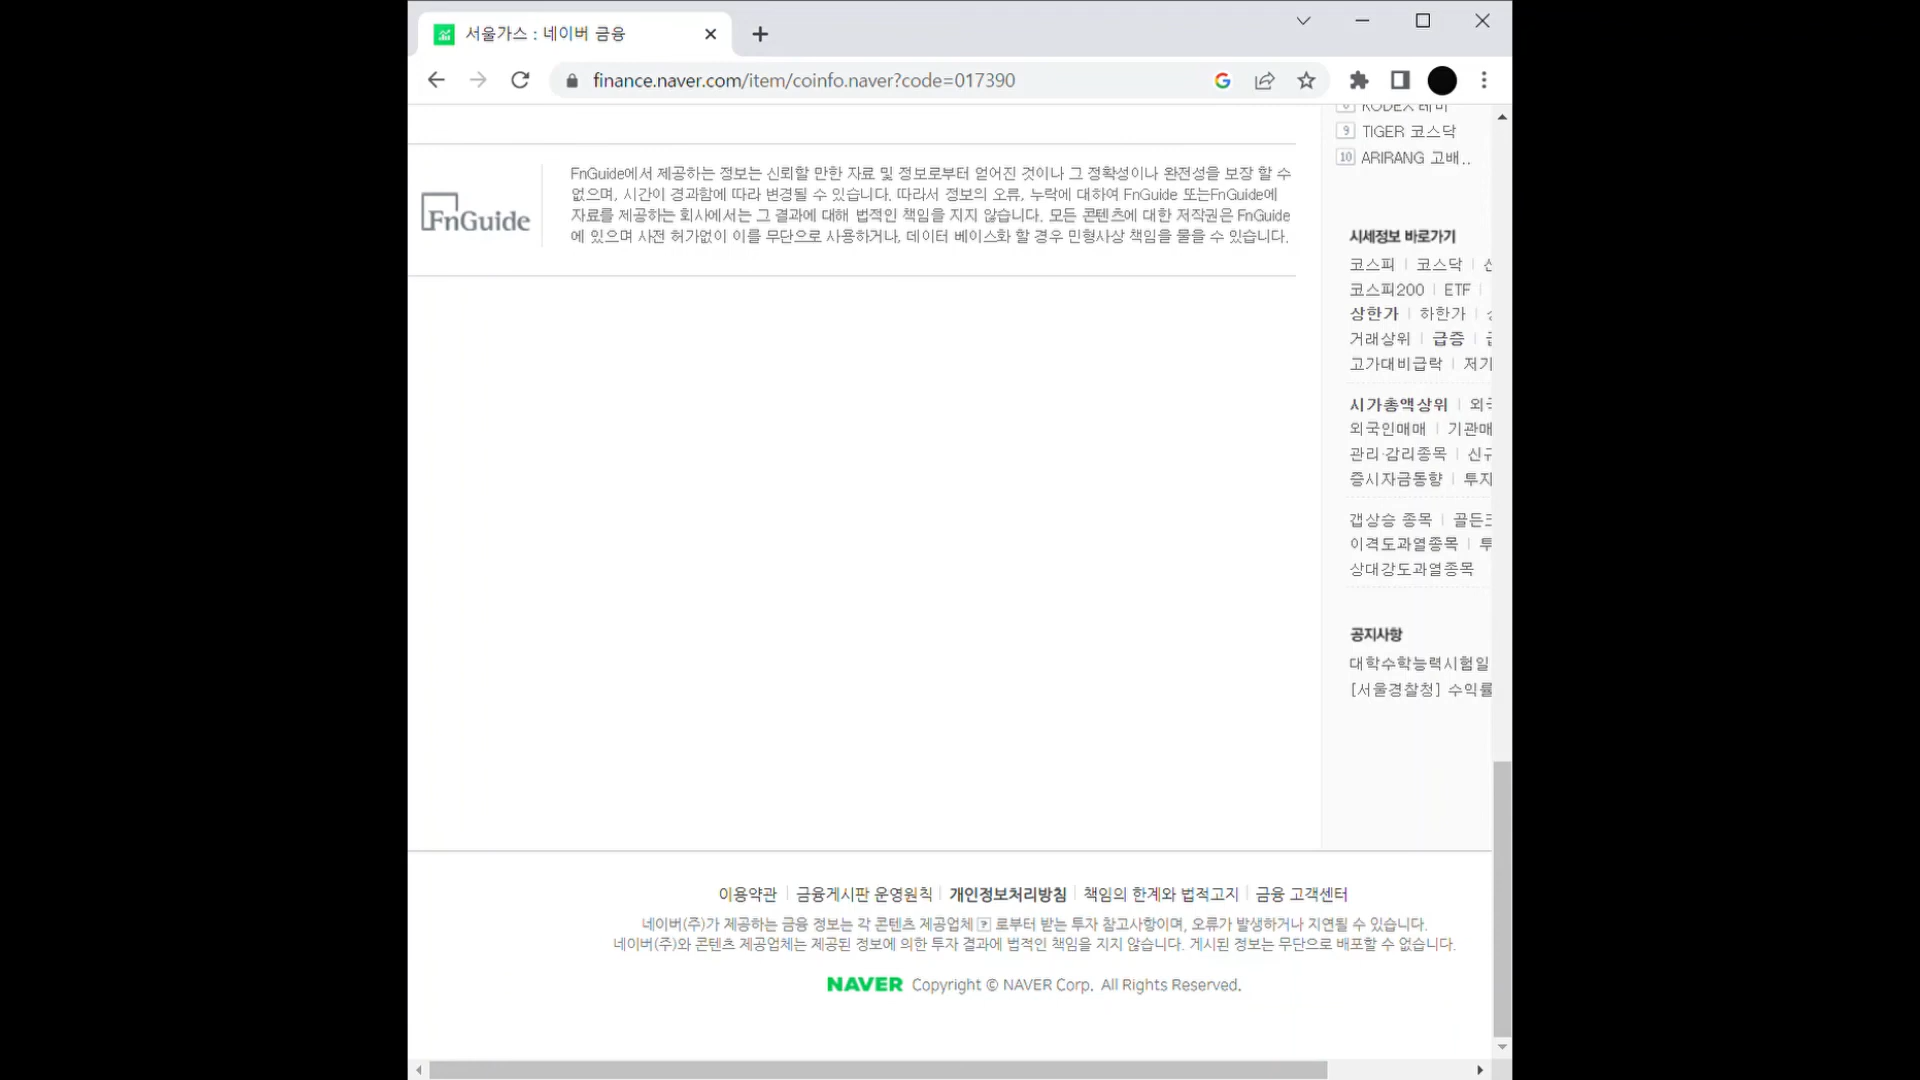 서울가스 : 네이버 금융
finance.naver.com/item/coinfo.naver?code=017390
9 TIGER 코스닥
10 ARIRANG 고배..
FnGuide
FnGuide에서 제공하는 정보는 신뢰할 만한 자료 및 정보로부터 얻어진 것이나 그 정확성이나 완전성을 보장 할 수
없으며, 시간이 경과함에 따라 변경될 수 있습니다. 따라서 정보의 오류, 누락에 대하여 FnGuide 또는FnGuide에
자료를 제공하는 회사에서는 그 결과에 대해 법적인 책임을 지지 않습니다. 모든 콘텐츠에 대한 저작권은 FnGuide
에 있으며 사전 허가없이 이를 무단으로 사용하거나, 데이터 베이스화 할 경우 민형사상 책임을 물을 수 있습니다.
시세정보 바로가기
코스피 | 코스닥
코스피200 | ETF
상한가 | 하한가
거래상위 | 급증
고가대비급락 | 저가
시가총액상위 | 외국
외국인매매 | 기관매
관리·감리종목 | 신규
증시자금동향 | 투자
갭상승 종목 | 골든크
이격도과열종목 | 투
상대강도과열종목
공지사항
대학수학능력시험일
[서울경찰청] 수익률
이용약관 | 금융게시판 운영원칙 | 개인정보처리방침 | 책임의 한계와 법적고지 | 금융 고객센터
네이버(주)가 제공하는 금융 정보는 각 콘텐츠 제공업체 ? 로부터 받는 투자 참고사항이며, 오류가 발생하거나 지연될 수 있습니다.
네이버(주)와 콘텐츠 제공업체는 제공된 정보에 의한 투자 결과에 법적인 책임을 지지 않습니다. 게시된 정보는 무단으로 배포할 수 없습니다.
NAVER Copyright © NAVER Corp. All Rights Reserved.